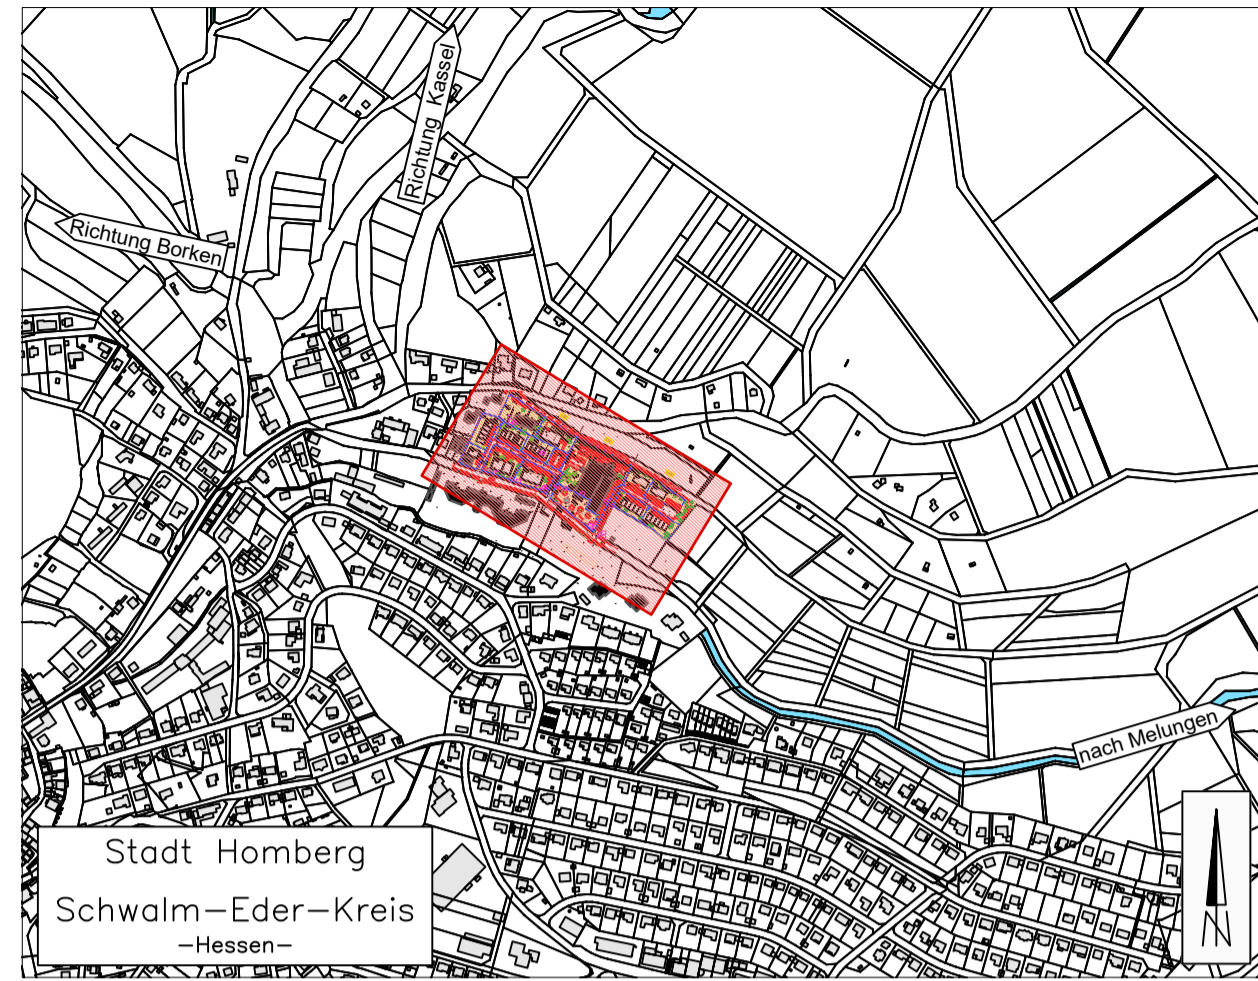 Richtung Kassel
Richtung Borken
nach Melungen
Stadt Homberg
Schwalm-Eder-Kreis
-Hessen-
N